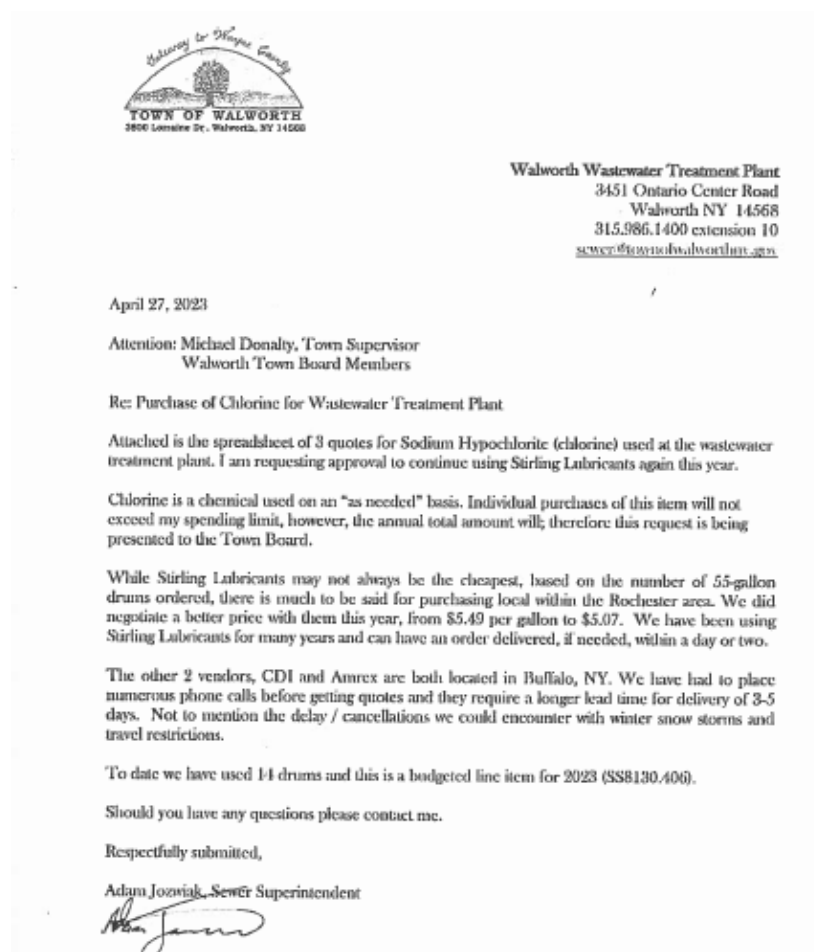 Gateway to Wayne County
TOWN OF WALWORTH
3600 Lorraine Dr., Walworth, NY 14568
Walworth Wastewater Treatment Plant
3451 Ontario Center Road
Walworth NY 14568
315.986.1400 extension 10
sewer@townofwalworthny.gov
April 27, 2023
Attention: Michael Donalty, Town Supervisor
Walworth Town Board Members
Re: Purchase of Chlorine for Wastewater Treatment Plant
Attached is the spreadsheet of 3 quotes for Sodium Hypochlorite (chlorine) used at the wastewater
treatment plant. I am requesting approval to continue using Stirling Lubricants again this year.
Chlorine is a chemical used on an "as needed" basis. Individual purchases of this item will not
exceed my spending limit, however, the annual total amount will; therefore this request is being
presented to the Town Board.
While Stirling Lubricants may not always be the cheapest, based on the number of 55-gallon
drums ordered, there is much to be said for purchasing local within the Rochester area. We did
negotiate a better price with them this year, from $5.49 per gallon to $5.07. We have been using
Stirling Lubricants for many years and can have an order delivered, if needed, within a day or two.
The other 2 vendors, CDI and Amrex are both located in Buffalo, NY. We have had to place
numerous phone calls before getting quotes and they require a longer lead time for delivery of 3-5
days. Not to mention the delay / cancellations we could encounter with winter snow storms and
travel restrictions.
To date we have used 14 drums and this is a budgeted line item for 2023 (SS8130.406).
Should you have any questions please contact me.
Respectfully submitted,
Adam Jozwiak, Sewer Superintendent